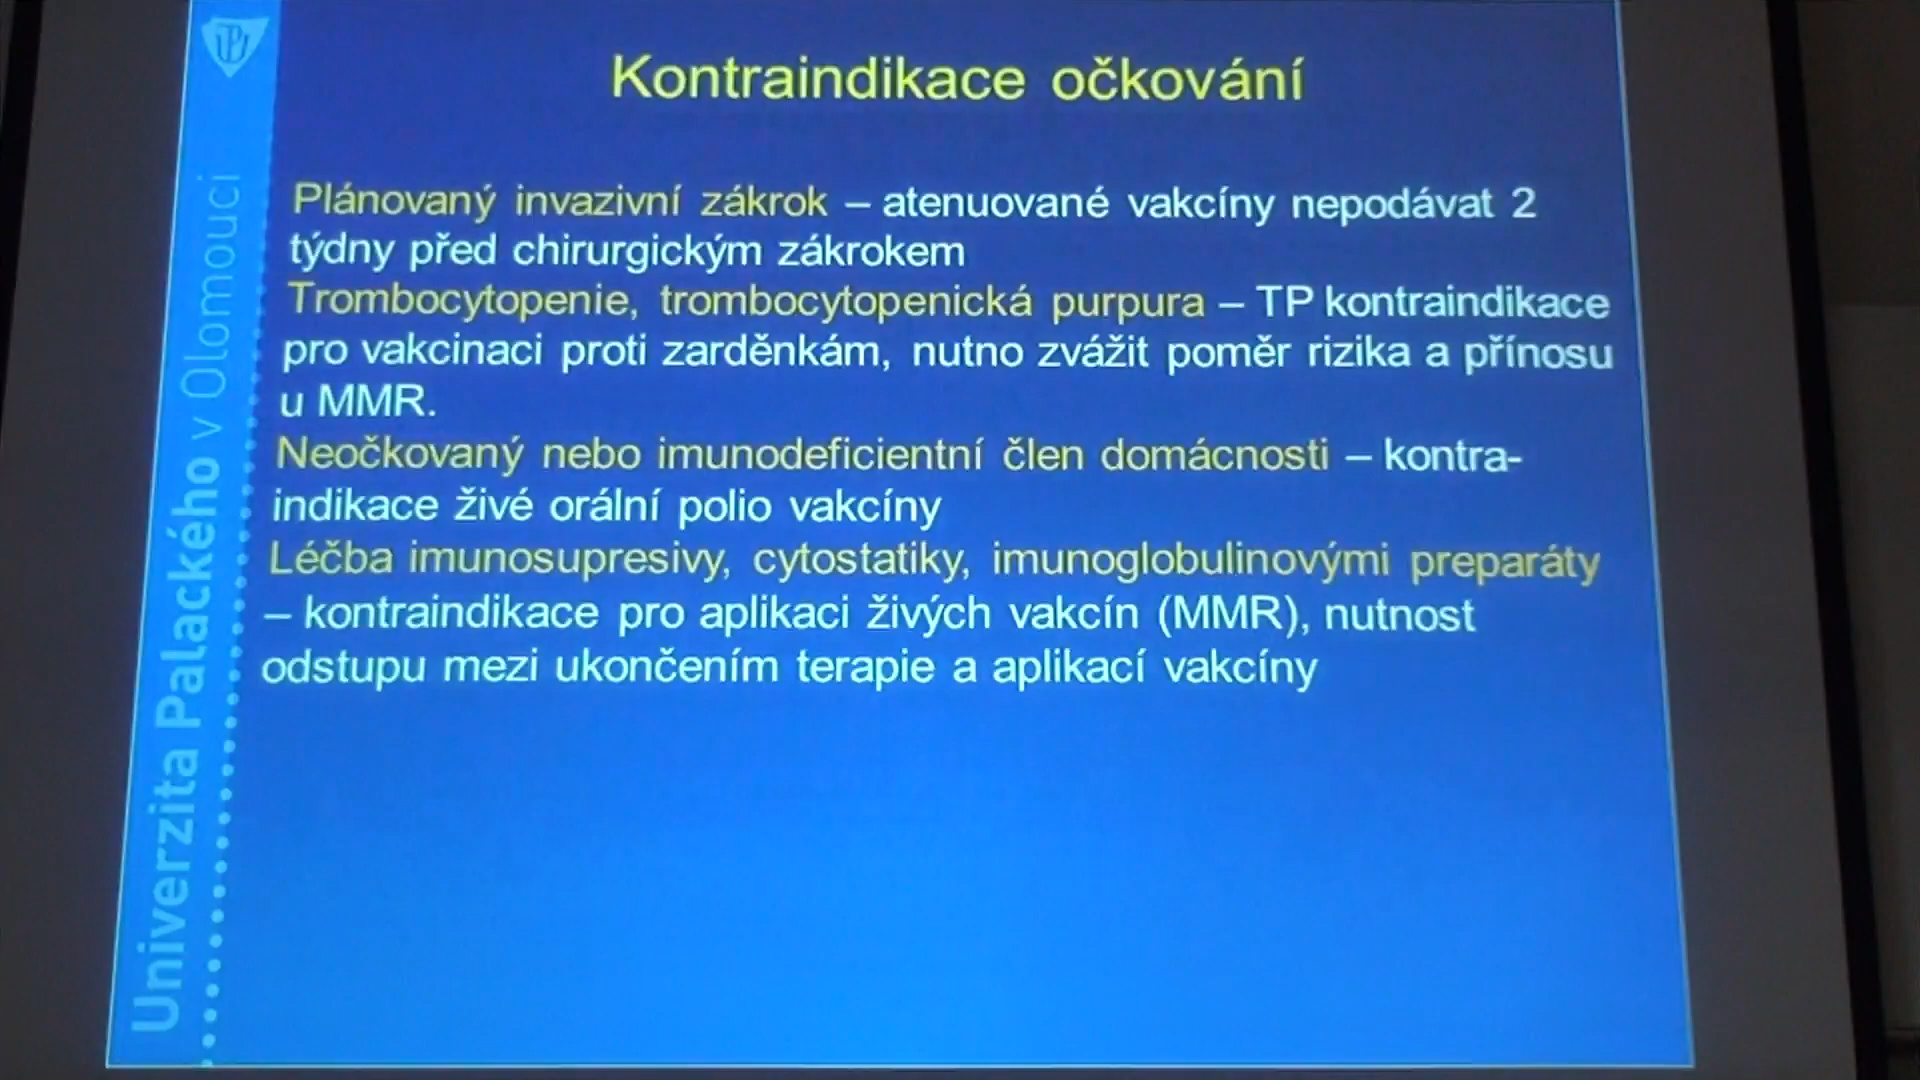 Kontraindikace očkování
Plánovaný invazivní zákrok – atenuované vakcíny nepodávat 2
týdny před chirurgickým zákrokem
Trombocytopenie, trombocytopenická purpura – TP kontraindikace
pro vakcinaci proti zarděnkám, nutno zvážit poměr rizika a přínosu
u MMR.
Neočkovaný nebo imunodeficientní člen domácnosti – kontra-
indikace živé orální polio vakcíny
Léčba imunosupresivy, cytostatiky, imunoglobulinovými preparáty
– kontraindikace pro aplikaci živých vakcín (MMR), nutnost
odstupu mezi ukončením terapie a aplikací vakcíny
Univerzita Palackého v Olomouci